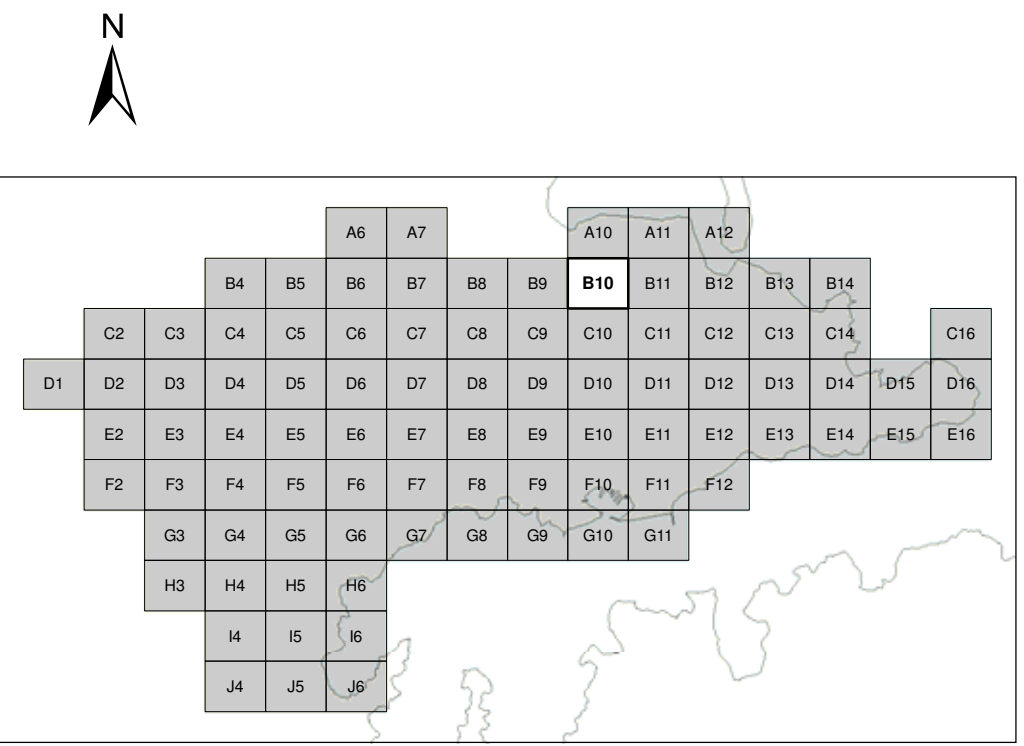 N
A6 A7 A10 A11 A12
B4 B5 B6 B7 B8 B9 B10 B11 B12 B13 B14
C2 C3 C4 C5 C6 C7 C8 C9 C10 C11 C12 C13 C14 C16
D1 D2 D3 D4 D5 D6 D7 D8 D9 D10 D11 D12 D13 D14 D15 D16
E2 E3 E4 E5 E6 E7 E8 E9 E10 E11 E12 E13 E14 E15 E16
F2 F3 F4 F5 F6 F7 F8 F9 F10 F11 F12
G3 G4 G5 G6 G7 G8 G9 G10 G11
H3 H4 H5 H6
I4 I5 I6
J4 J5 J6